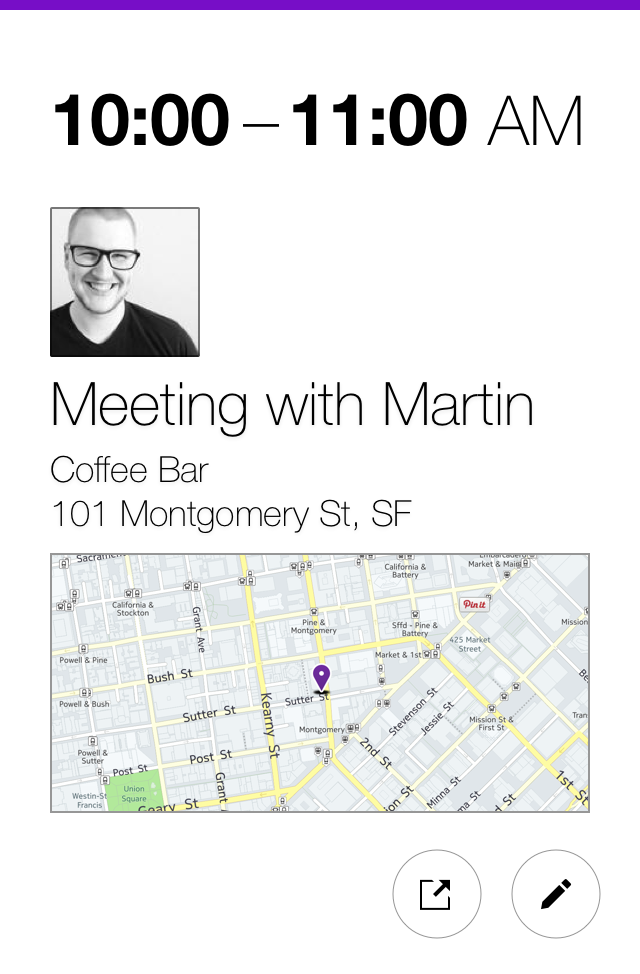 10:00 – 11:00 AM
Meeting with Martin
Coffee Bar
101 Montgomery St, SF
California &
Battery
Market & Main
Pin it
California &
Stockton
Grant Ave
Pine &
Montgomery
Sffd - Pine &
Battery
Mission
425 Market
Street
Powell & Pine
Market & 1st
Bush St
Powell & Bush
Sutter St
Sutter St
Kearny St
Stevenson St
Jessie St
Mission St &
First St
Tran
Montgomery
Powell &
Sutter
Post St
Post St
2nd St
1st St
Westin-St
Francis
Union
Square
Geary St
Grant
on St
Minna St